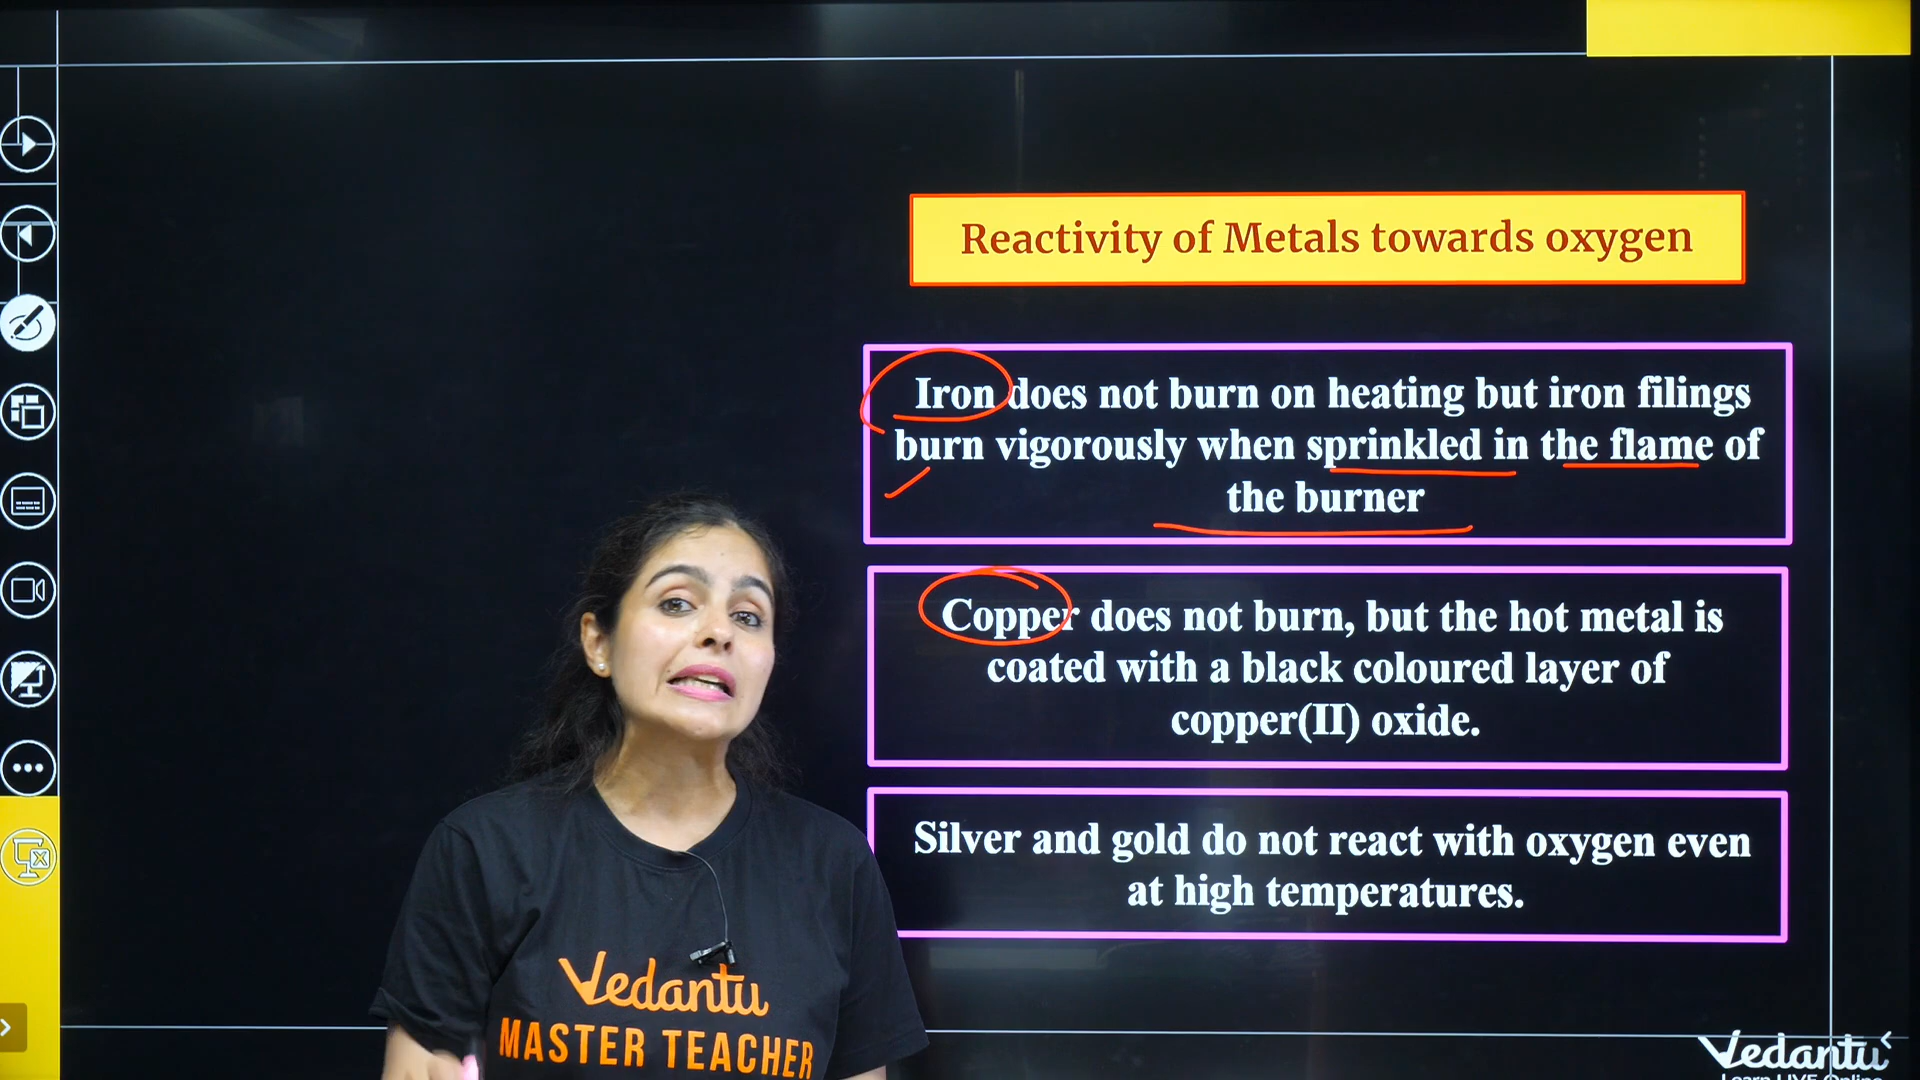 Reactivity of Metals towards oxygen
Iron does not burn on heating but iron filings
burn vigorously when sprinkled in the flame of
the burner
Copper does not burn, but the hot metal is
coated with a black coloured layer of
copper(II) oxide.
Silver and gold do not react with oxygen even
at high temperatures.
Vedantu
MASTER TEACHER
Vedantu
Learn LIVE Online